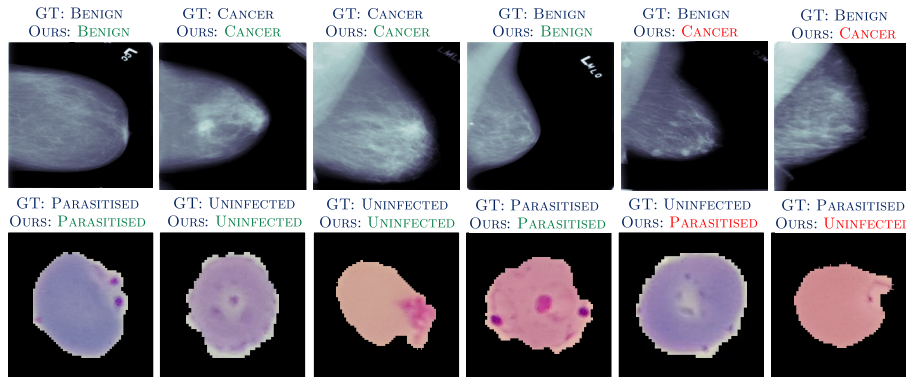 GT: Benign GT: Cancer GT: Cancer GT: Benign GT: Benign GT: Benign
Ours: Benign Ours: Cancer Ours: Cancer Ours: Benign Ours: Cancer Ours: Cancer
LMLO
GT: Parasitised GT: Uninfected GT: Uninfected GT: Parasitised GT: Uninfected GT: Parasitised
Ours: Parasitised Ours: Uninfected Ours: Uninfected Ours: Parasitised Ours: Parasitised Ours: Uninfected